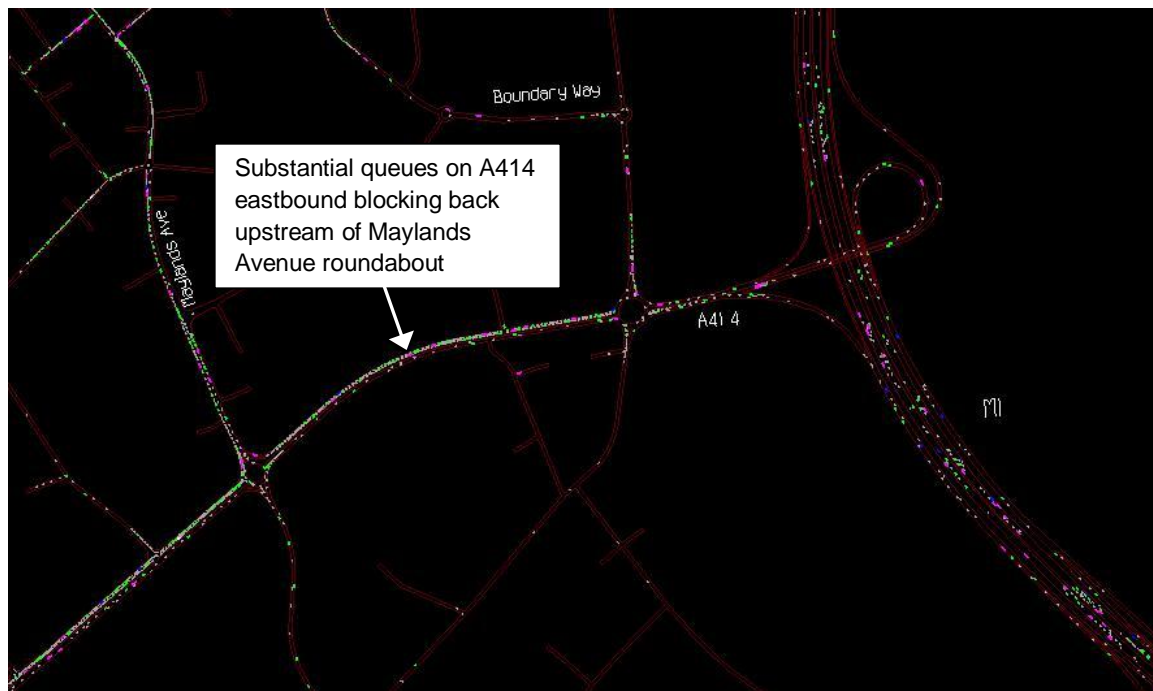 Boundary Way
Substantial queues on A414
eastbound blocking back
upstream of Maylands
Avenue roundabout
Maylands Ave
A41 4
M1